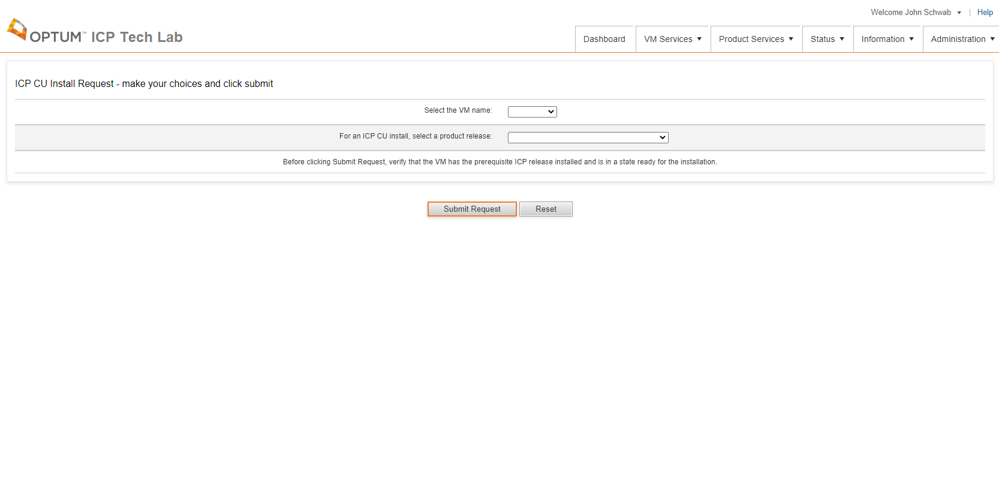 Welcome John Schwab ▼ | Help
OPTUM™ ICP Tech Lab
Dashboard VM Services ▼ Product Services ▼ Status ▼ Information ▼ Administration ▼
ICP CU Install Request - make your choices and click submit
Select the VM name:
For an ICP CU install, select a product release:
Before clicking Submit Request, verify that the VM has the prerequisite ICP release installed and is in a state ready for the installation.
Submit Request Reset